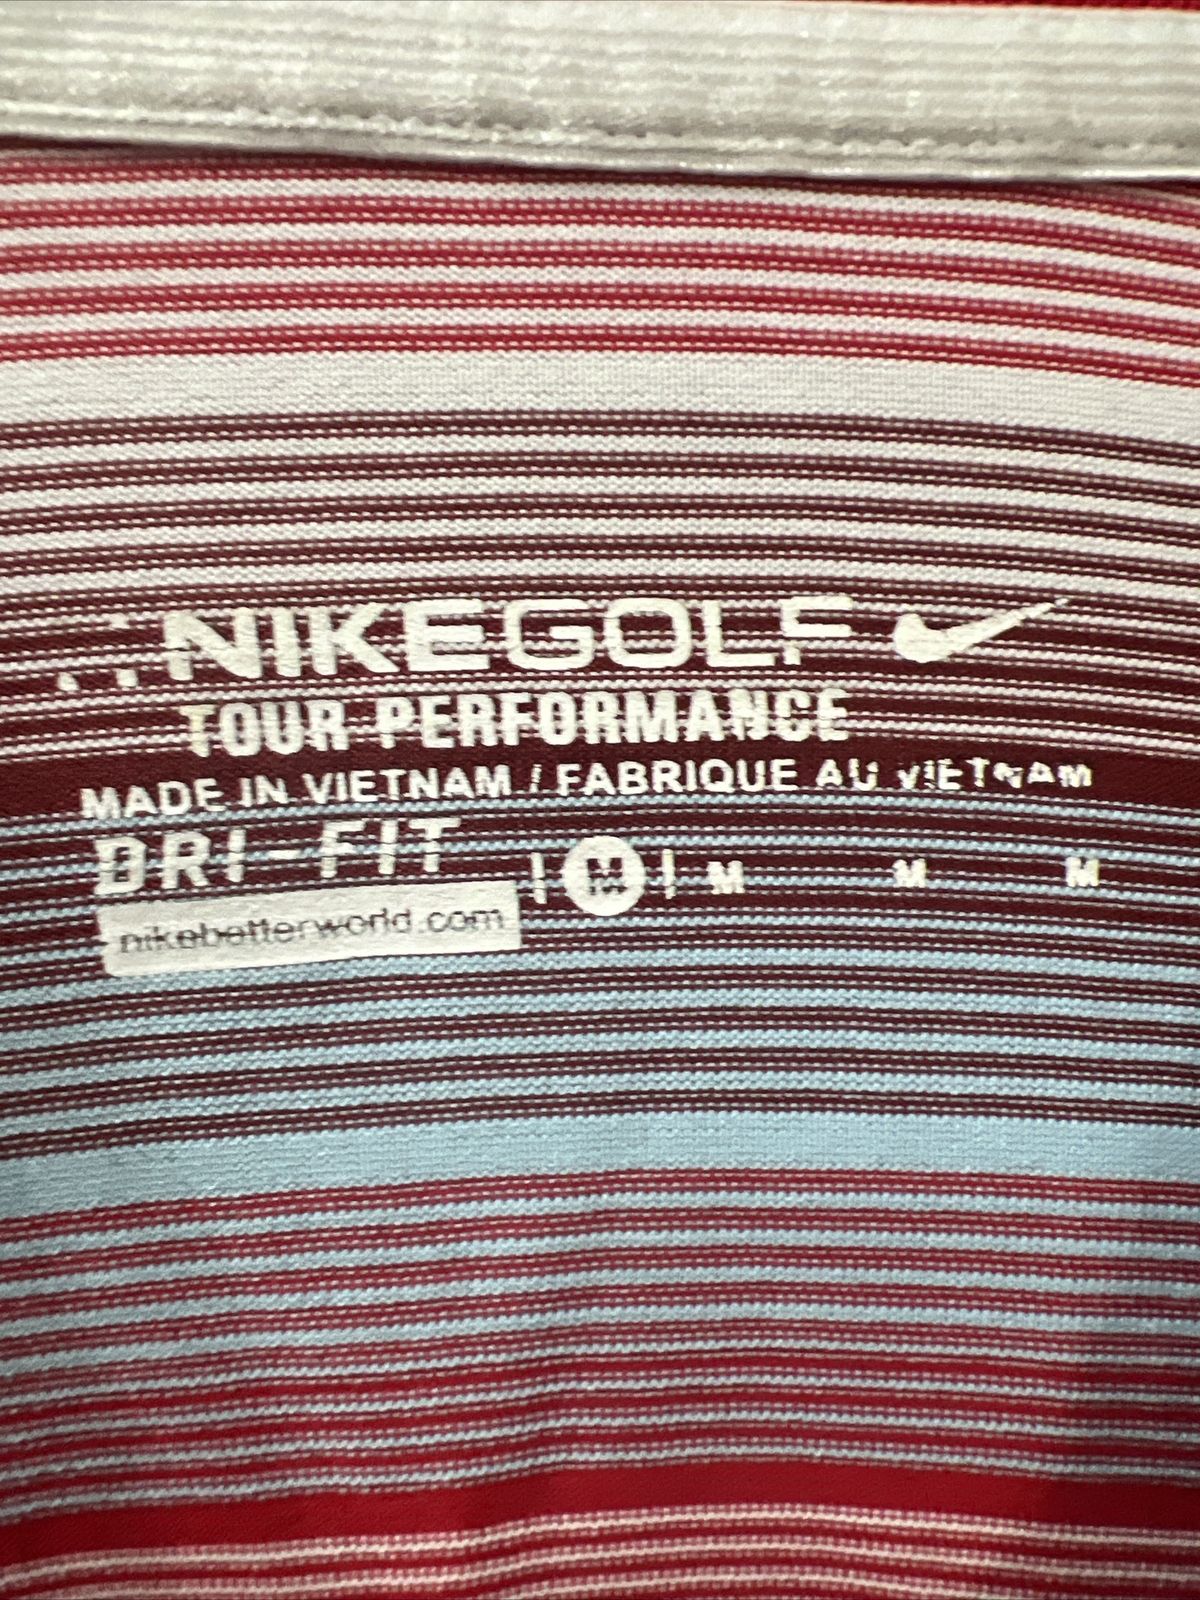 NIKEGOLF
TOUR PERFORMANCE
MADE IN VIETNAM / FABRIQUE AU VIETNAM
DRI-FIT
| M | M M M
nikebetterworld.com